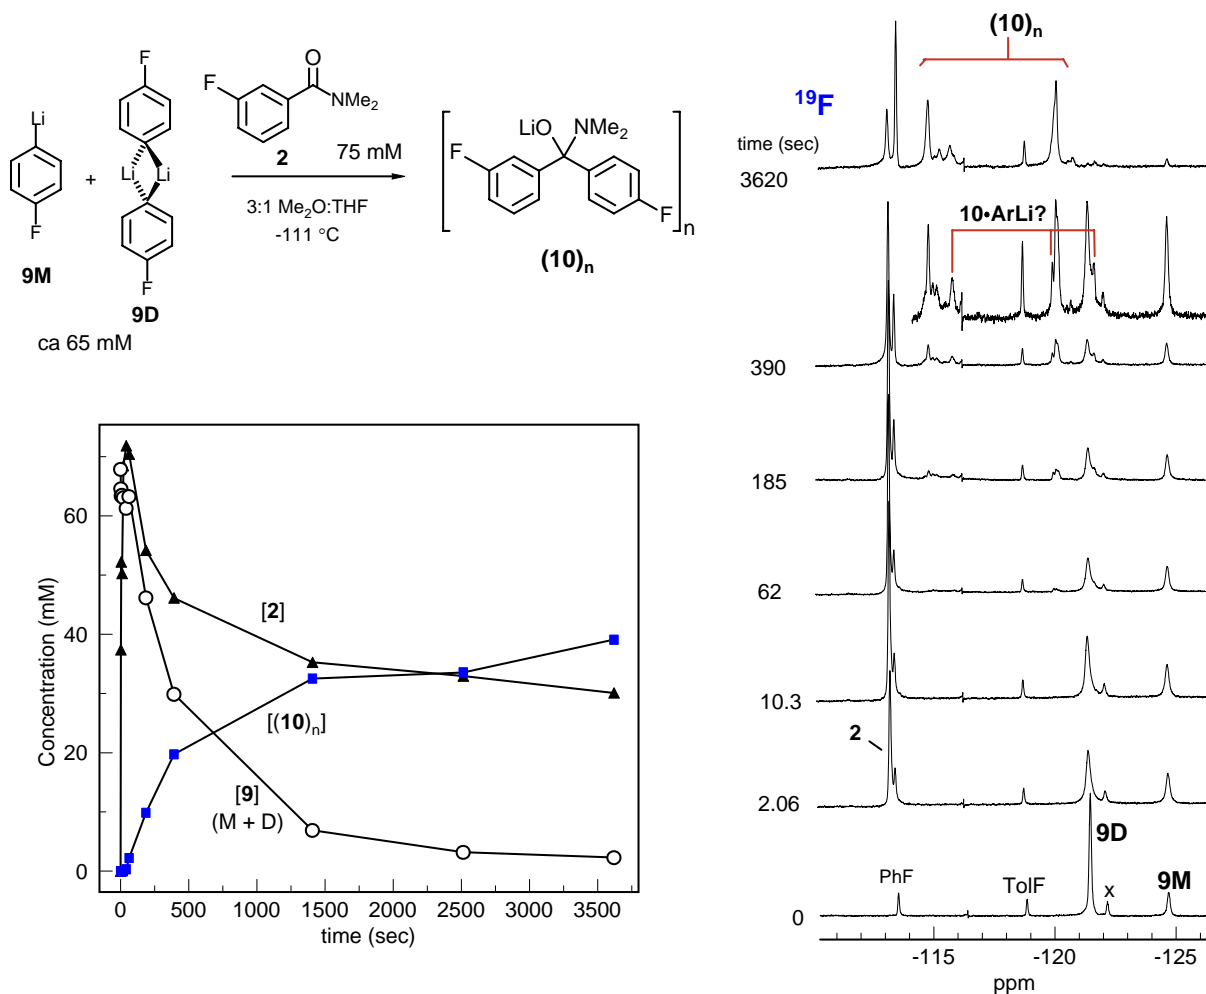 F
Li
F
9M
+
F
Li
Li
F
9D
ca 65 mM
F
O
NMe2
2
75 mM
3:1 Me2O:THF
-111 °C
LiO
NMe2
F
F
n
(10)n
Concentration (mM)
60
40
20
0
[2]
[(10)n]
[9]
(M + D)
0
500
1000
1500
2000
2500
3000
3500
time (sec)
(10)n
19F
time (sec)
3620
10•ArLi?
390
185
62
10.3
2
2.06
9D
PhF
TolF
x
9M
0
-115
-120
-125
ppm